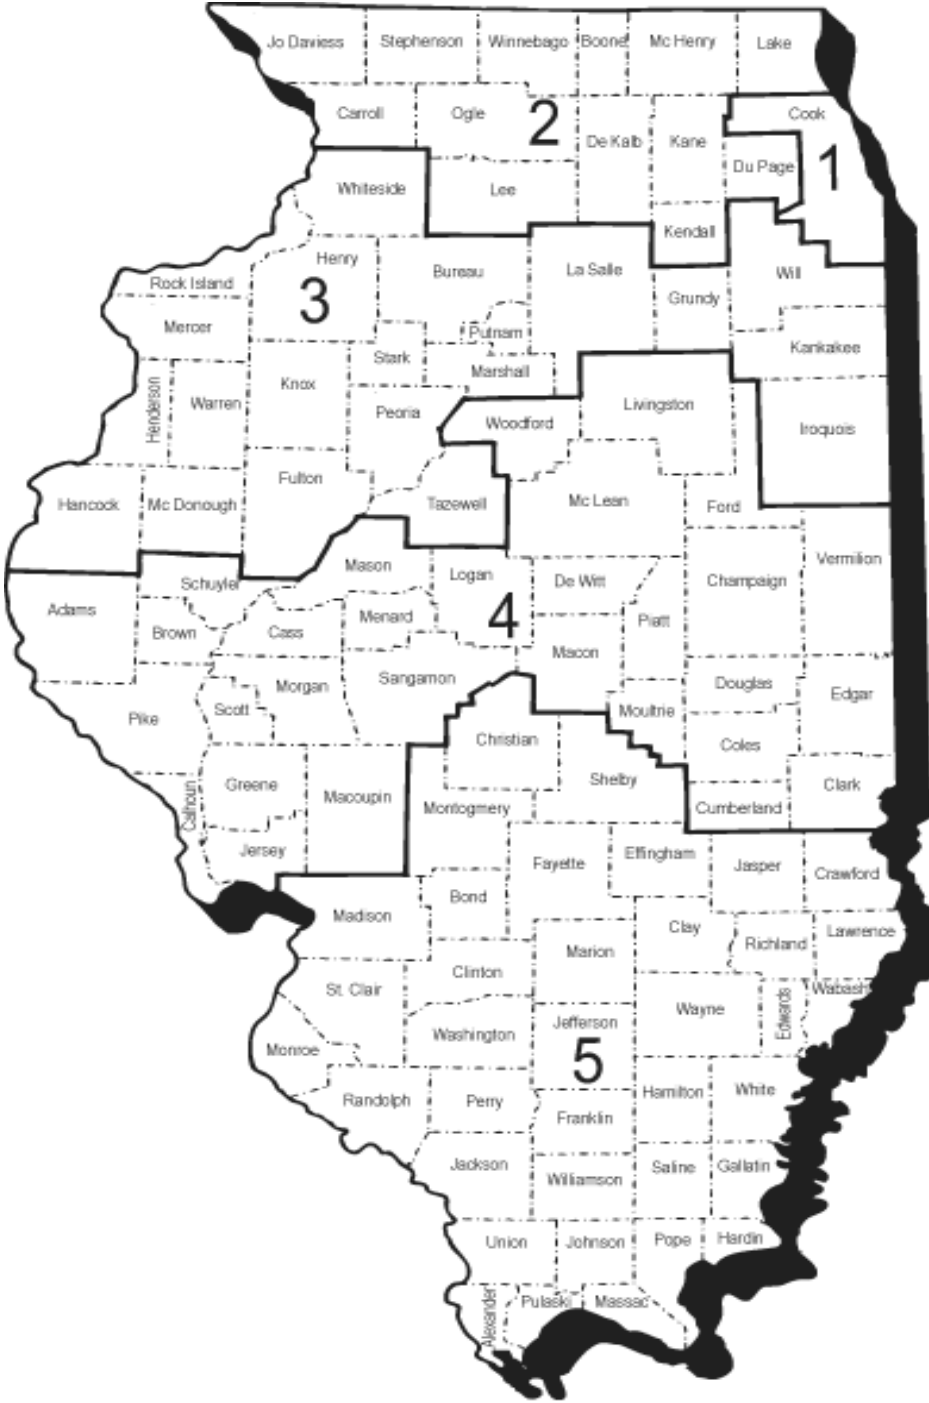 Jo Daviess
Stephenson
Winnebago
Boone
Mc Henry
Lake
Carroll
Ogle
2
De Kalb
Kane
Cook
Du Page
1
Whiteside
Lee
Kendall
Rock Island
Henry
3
Bureau
La Salle
Grundy
Will
Mercer
Putnam
Kankakee
Stark
Marshall
Henderson
Warren
Knox
Peoria
Woodford
Livingston
Iroquois
Hancock
Mc Donough
Fulton
Tazewell
Mc Lean
Ford
Vermilion
Adams
Schuyler
Mason
Logan
De Witt
Champaign
Brown
Cass
Menard
4
Piatt
Macon
Pike
Scott
Morgan
Sangamon
Moultrie
Douglas
Edgar
Christian
Coles
Calhoun
Greene
Macoupin
Montogmery
Shelby
Cumberland
Clark
Jersey
Fayette
Effingham
Jasper
Crawford
Madison
Bond
Marion
Clay
Richland
Lawrence
St. Clair
Clinton
Wayne
Edwards
Wabash
Monroe
Washington
Jefferson
5
Randolph
Perry
Franklin
Hamilton
White
Jackson
Williamson
Saline
Gallatin
Union
Johnson
Pope
Hardin
Alexander
Pulaski
Massac